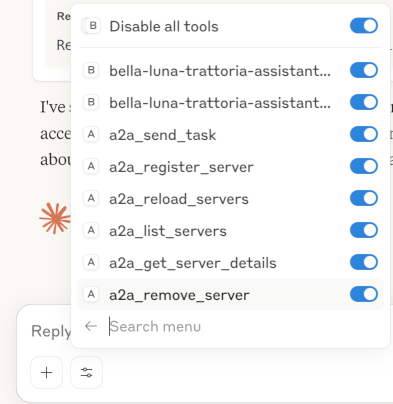 Re
B Disable all tools
Re
B bella-luna-trattoria-assistant...
I've
B bella-luna-trattoria-assistant...
acce
A a2a_send_task
abou
A a2a_register_server
A a2a_reload_servers
A a2a_list_servers
A a2a_get_server_details
A a2a_remove_server
Search menu
Reply